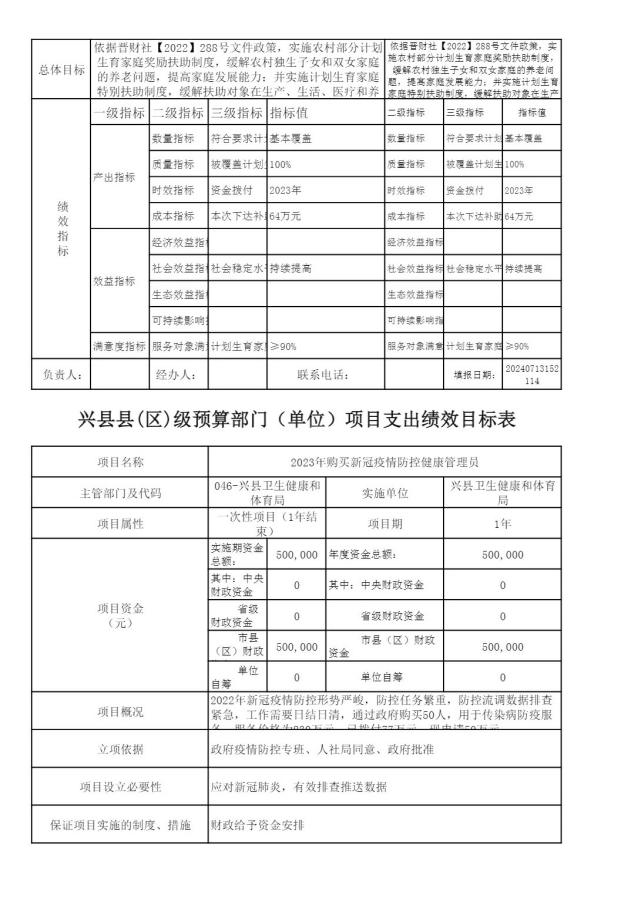 总体目标
依据晋财社【2022】288号文件政策，实施农村部分计划
生育家庭奖励扶助制度，缓解农村独生子女和双女家庭
的养老问题，提高家庭发展能力；并实施计划生育家庭
特别扶助制度，缓解扶助对象在生产、生活、医疗和养
依据晋财社【2022】288号文件政策，实
施农村部分计划生育家庭奖励扶助制度，
缓解农村独生子女和双女家庭的养老问
题，提高家庭发展能力；并实施计划生育
家庭特别扶助制度，缓解扶助对象在生产
绩效指标
一级指标 二级指标 三级指标 指标值 二级指标 三级指标 指标值
产出指标
数量指标 符合要求计 基本覆盖 数量指标 符合要求计划 基本覆盖
质量指标 被覆盖计划 100% 质量指标 被覆盖计划生 100%
时效指标 资金拨付 2023年 时效指标 资金拨付 2023年
成本指标 本次下达补 64万元 成本指标 本次下达补助 64万元
效益指标
经济效益指 经济效益指标
社会效益指 社会稳定水 持续提高 社会效益指标 社会稳定水平 持续提高
生态效益指 生态效益指标
可持续影响 可持续影响指
满意度指标 服务对象满 计划生育家 ≥90% 服务对象满意 计划生育家庭 ≥90%
负责人： 经办人： 联系电话： 填报日期： 20240713152
114
兴县县(区)级预算部门（单位）项目支出绩效目标表
项目名称 2023年购买新冠疫情防控健康管理员
主管部门及代码 046-兴县卫生健康和
体育局 实施单位 兴县卫生健康和体育
局
项目属性 一次性项目（1年结
束） 项目期 1年
项目资金
（元）
实施期资金
总额： 500,000 年度资金总额： 500,000
其中：中央
财政资金 0 其中：中央财政资金 0
省级
财政资金 0 省级财政资金 0
市县
（区）财政 500,000 市县（区）财政
资金 500,000
单位
自筹 0 单位自筹 0
项目概况
2022年新冠疫情防控形势严峻，防控任务繁重，防控流调数据排查
紧急，工作需要日结日清，通过政府购买50人，用于传染病防疫服
立项依据 政府疫情防控专班、人社局同意、政府批准
项目设立必要性 应对新冠肺炎，有效排查推送数据
保证项目实施的制度、措施 财政给予资金安排